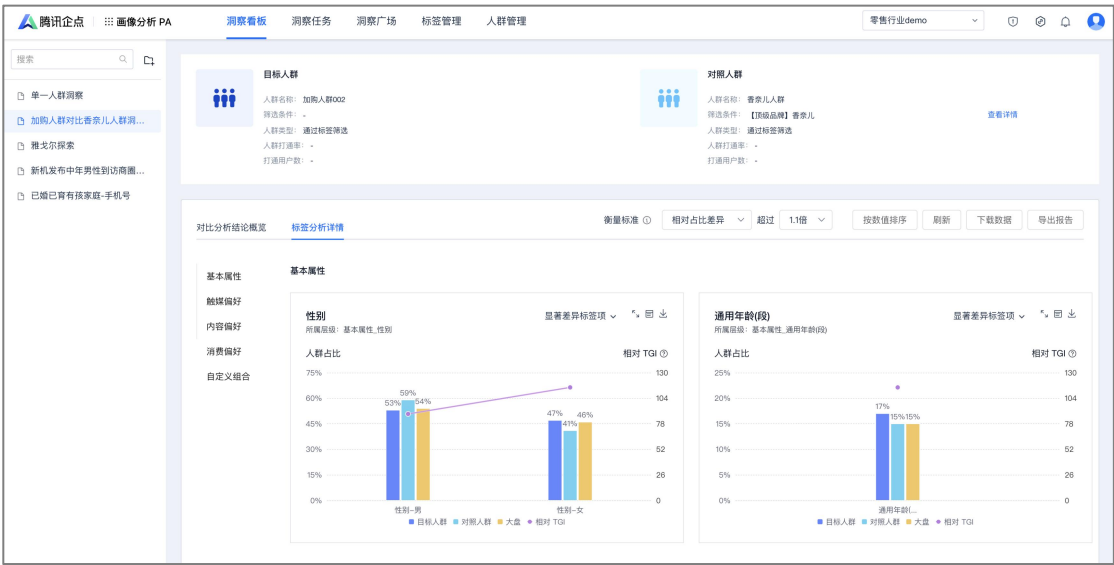 腾讯企点 画像分析 PA 洞察看板 洞察任务 洞察广场 标签管理 人群管理 零售行业demo
搜索
单一人群洞察
加购人群对比香奈儿人群洞...
雅戈尔探索
新机发布中年男性到访商圈...
已婚已育有孩家庭-手机号
目标人群
人群名称： 加购人群002
筛选条件： -
人群类型： 通过标签筛选
人群打通率： -
打通用户数： -
对照人群
人群名称： 香奈儿人群
筛选条件： 【顶级品牌】香奈儿
人群类型： 通过标签筛选
人群打通率： -
打通用户数： -
查看详情
对比分析结论概览 标签分析详情 衡量标准 相对占比差异 超过 1.1倍 按数值排序 刷新 下载数据 导出报告
基本属性
触媒偏好
内容偏好
消费偏好
自定义组合
基本属性
性别 显著差异标签项
所属层级：基本属性_性别
人群占比 相对 TGI
75% 130
60% 104
45% 78
30% 52
15% 26
0% 0
53% 59% 54%
47% 41% 46%
性别-男 性别-女
目标人群 对照人群 大盘 相对 TGI
通用年龄(段) 显著差异标签项
所属层级：基本属性_通用年龄(段)
人群占比 相对 TGI
25% 130
20% 104
15% 78
10% 52
5% 26
0% 0
17% 15% 15%
通用年龄(...
目标人群 对照人群 大盘 相对 TGI